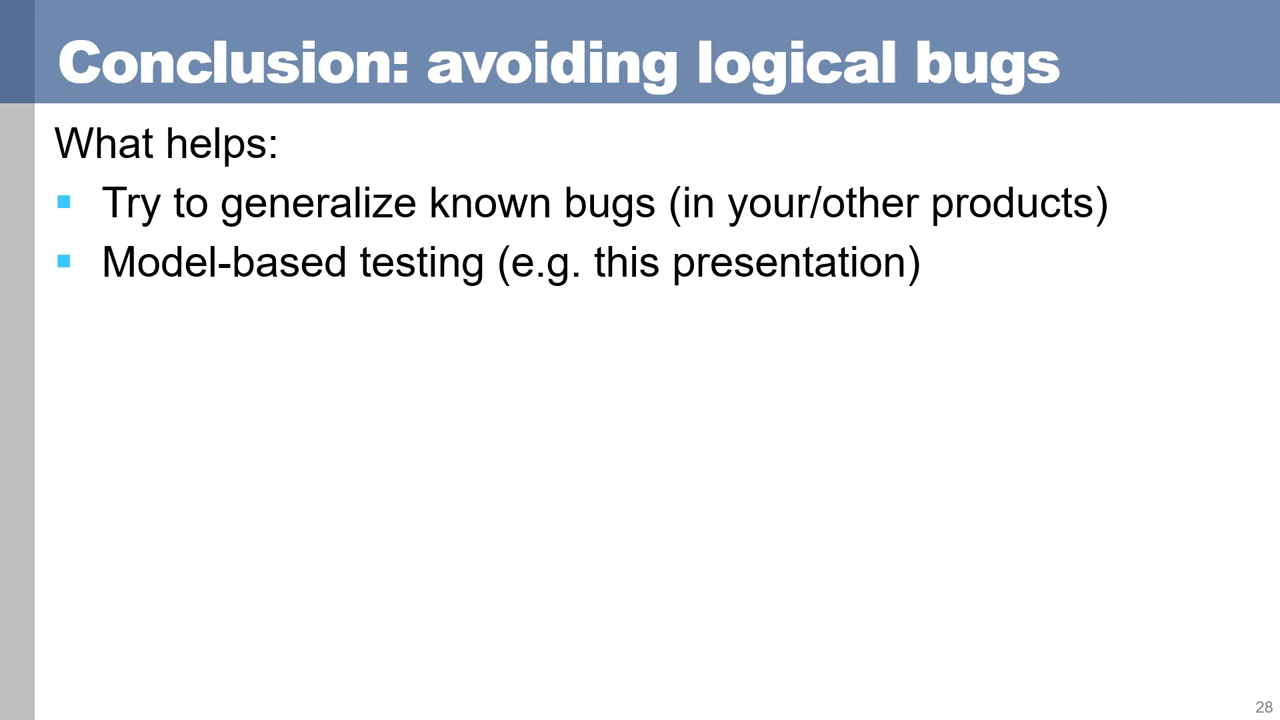 Conclusion: avoiding logical bugs
What helps:
▪ Try to generalize known bugs (in your/other products)
▪ Model-based testing (e.g. this presentation)
28